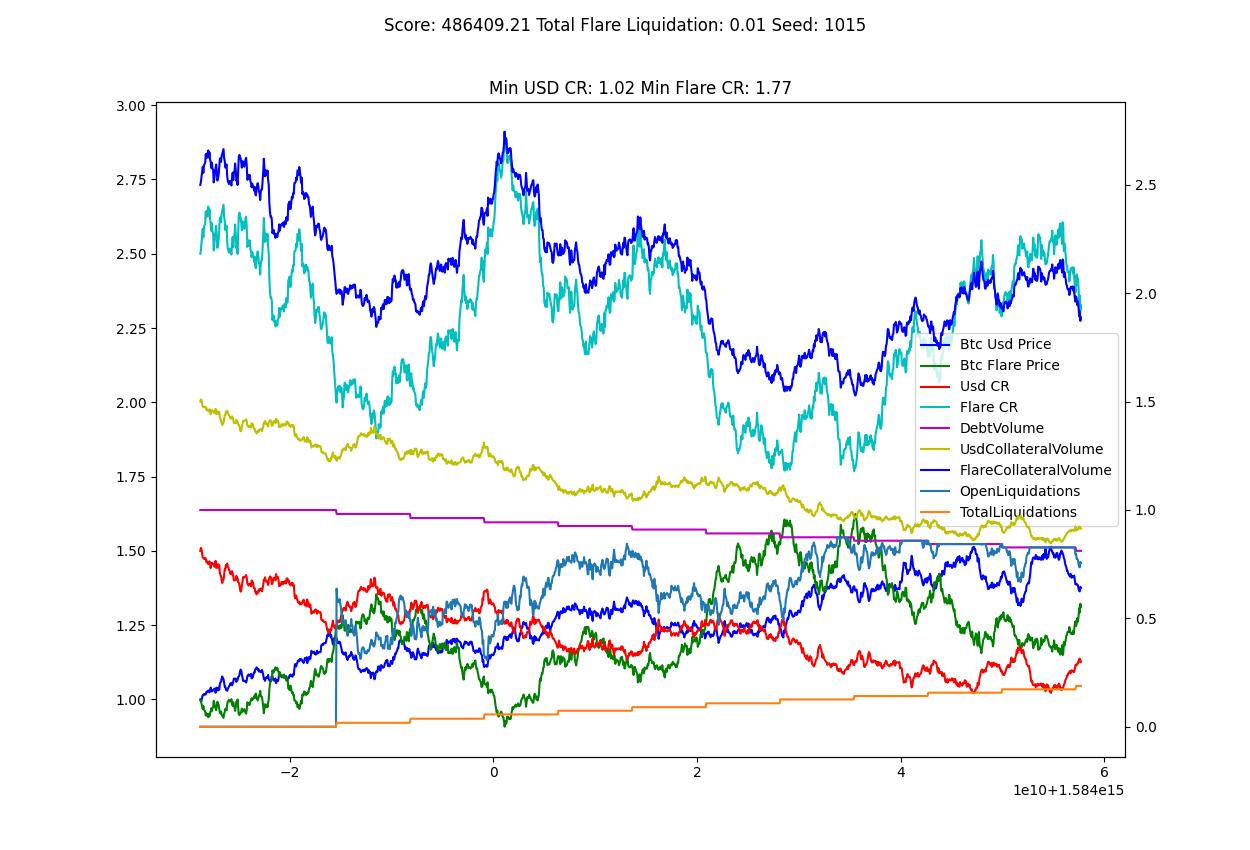 Score: 486409.21 Total Flare Liquidation: 0.01 Seed: 1015
Min USD CR: 1.02 Min Flare CR: 1.77
3.00
2.75
2.50
2.25
2.00
1.75
1.50
1.25
1.00
2.5
2.0
1.5
1.0
0.5
0.0
Btc Usd Price
Btc Flare Price
Usd CR
Flare CR
DebtVolume
UsdCollateralVolume
FlareCollateralVolume
OpenLiquidations
TotalLiquidations
−2 0 2 4 6
1e10+1.584e15